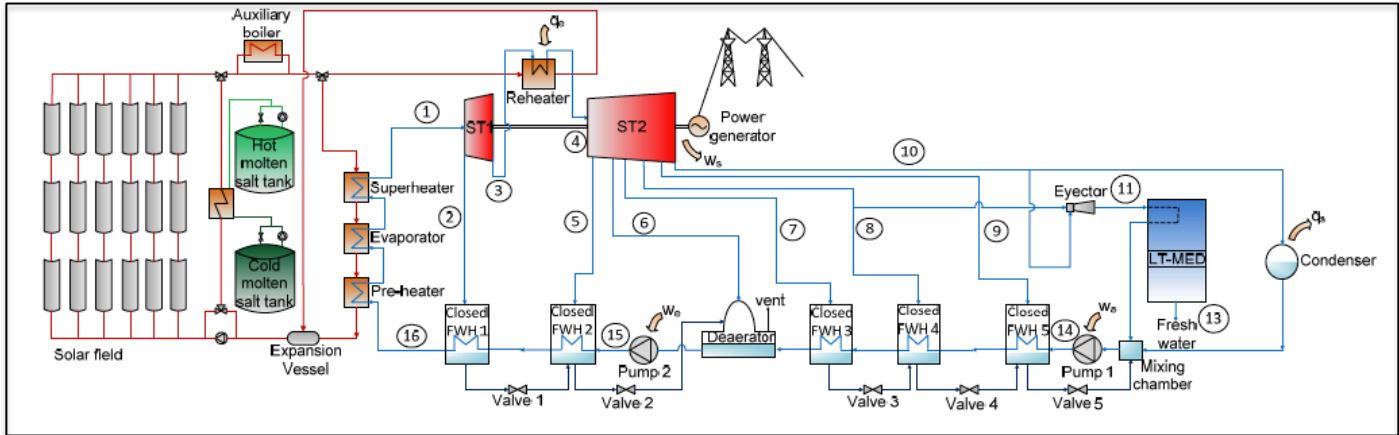 Auxiliary
boiler
Hot
molten
salt tank
Cold
molten
salt tank
Solar field
Expansion
Vessel
Superheater
Evaporator
Pre-heater
qe
Reheater
ST1
ST2
Power
generator
ws
1
2
3
4
5
6
7
8
9
10
11
Eyector
LT-MED
qs
Condenser
13
Fresh
water
Mixing
chamber
we
Pump 1
14
Closed
FWH 5
Valve 5
Closed
FWH 4
Valve 4
Closed
FWH 3
Valve 3
vent
Deaerator
we
Pump 2
15
Closed
FWH 2
Valve 2
Closed
FWH 1
Valve 1
16